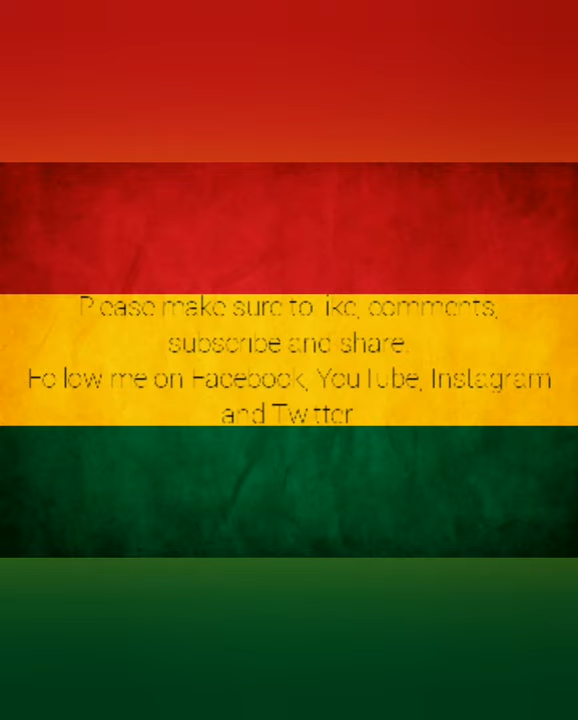 Please make sure to like, comments,
subscribe and share.
Follow me on Facebook, YouTube, Instagram
and Twitter